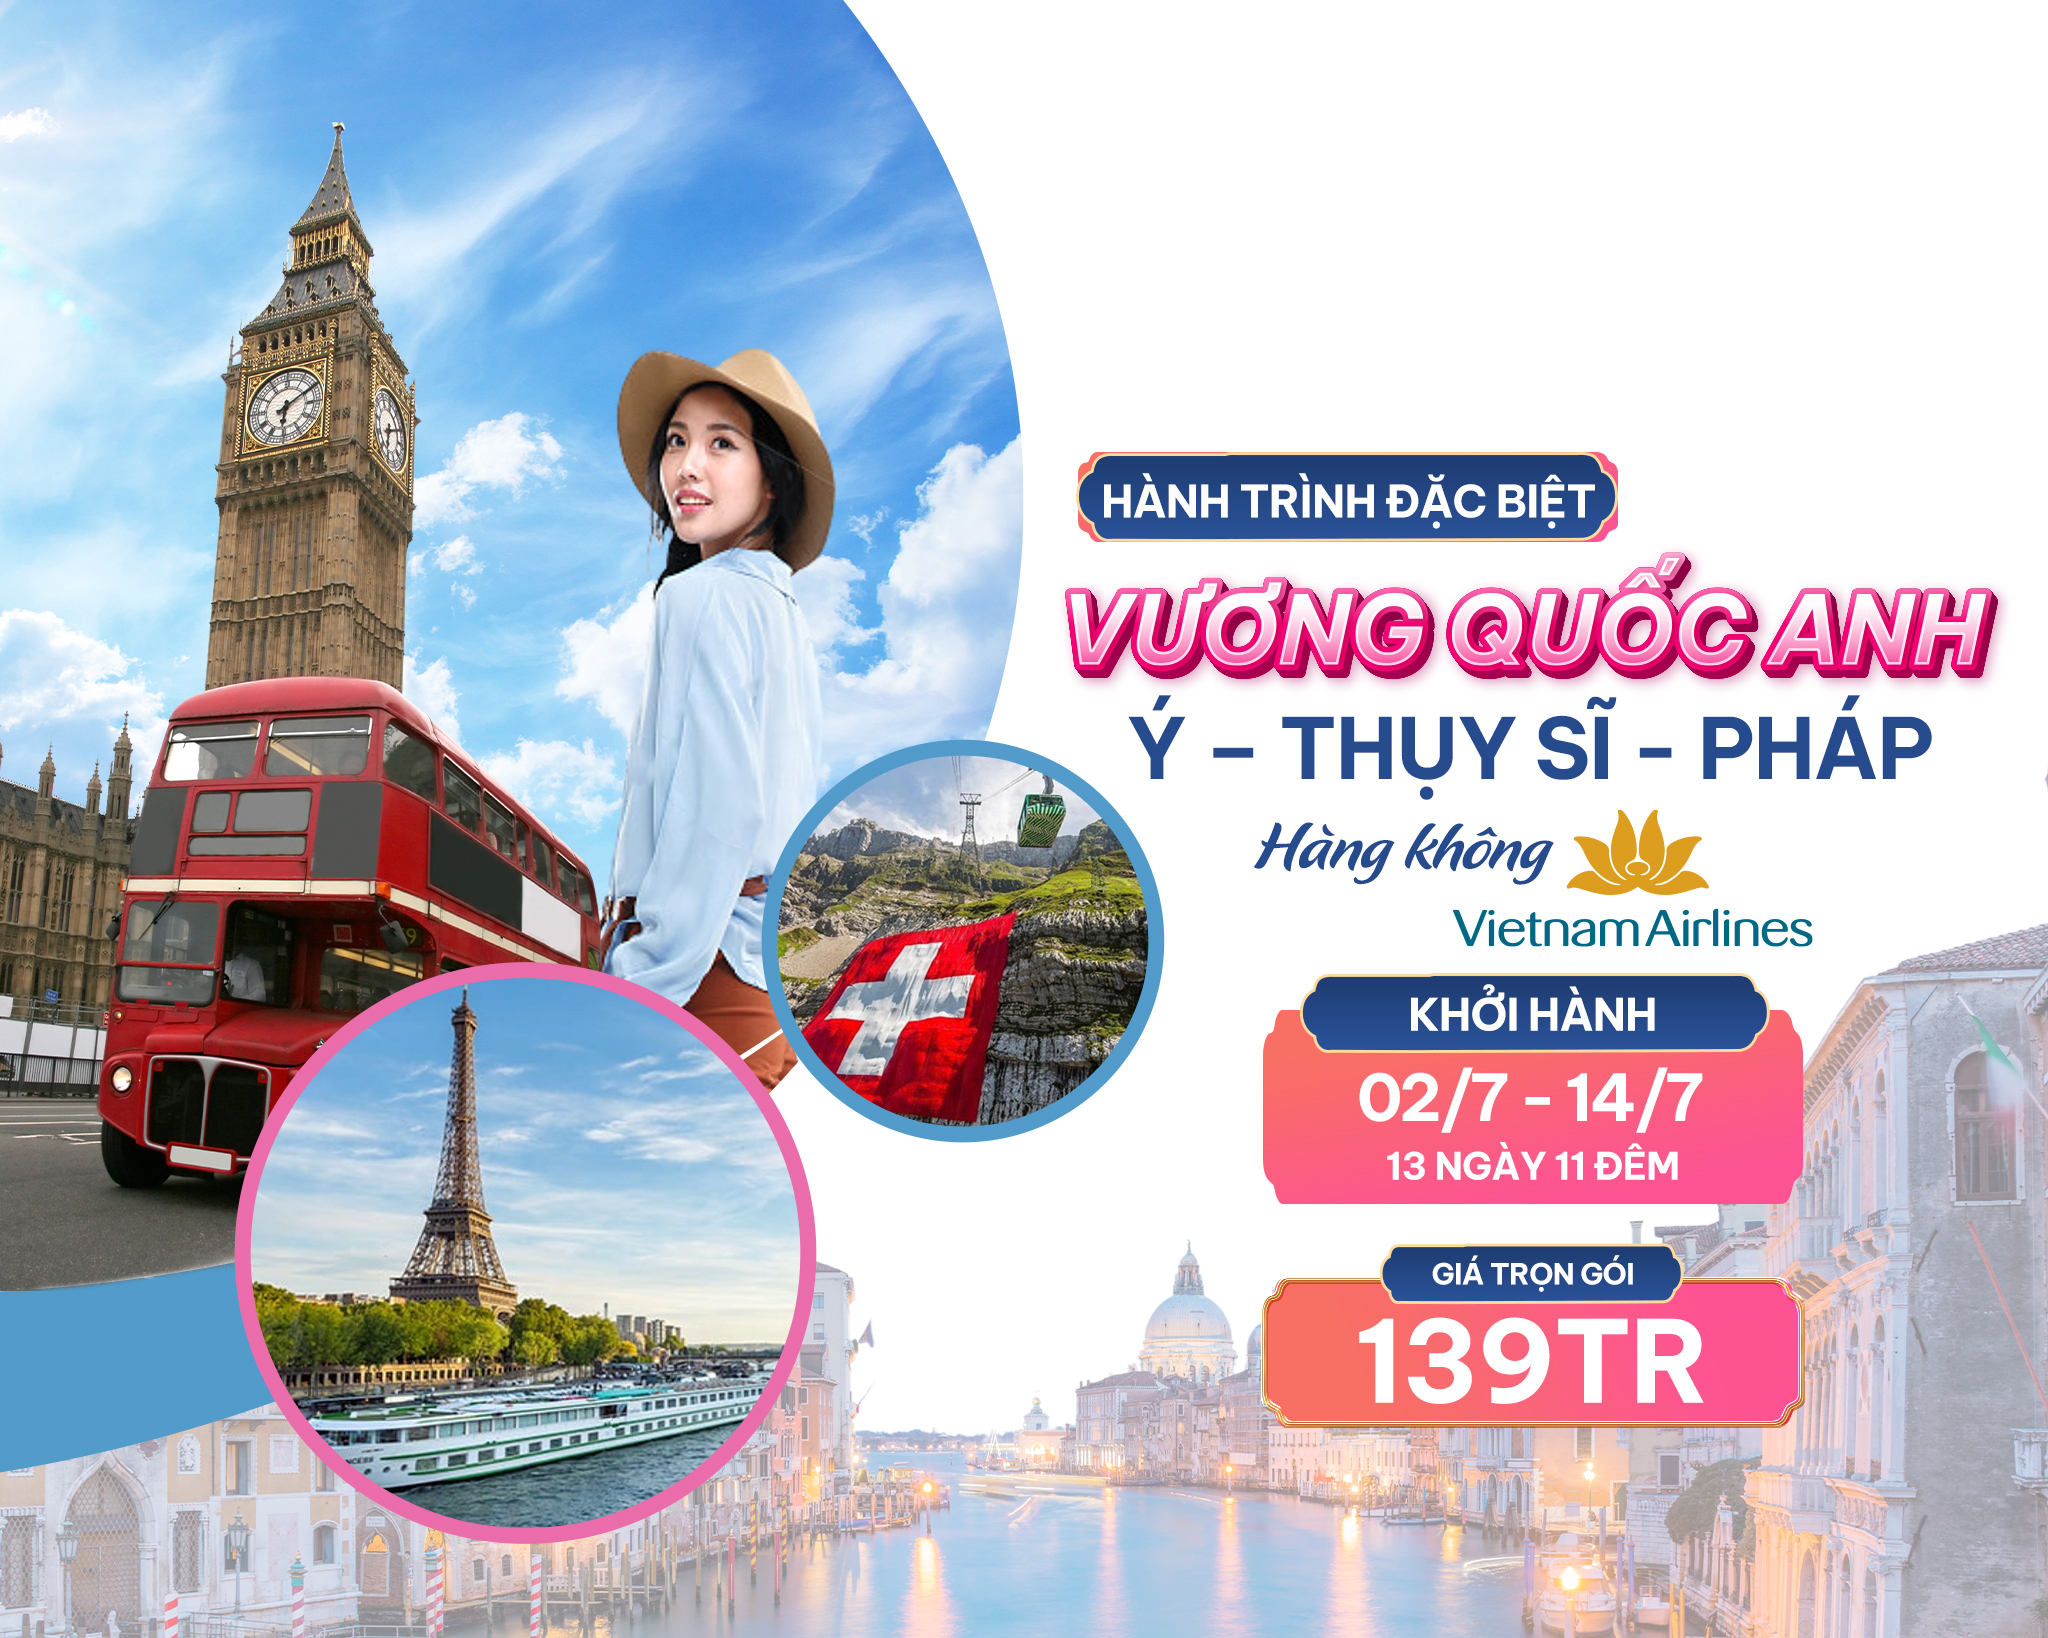 HÀNH TRÌNH ĐẶC BIỆT
VƯƠNG QUỐC ANH
Ý – THỤY SĨ - PHÁP
Hàng không
Vietnam Airlines
KHỞI HÀNH
02/7 - 14/7
13 NGÀY 11 ĐÊM
GIÁ TRỌN GÓI
139TR